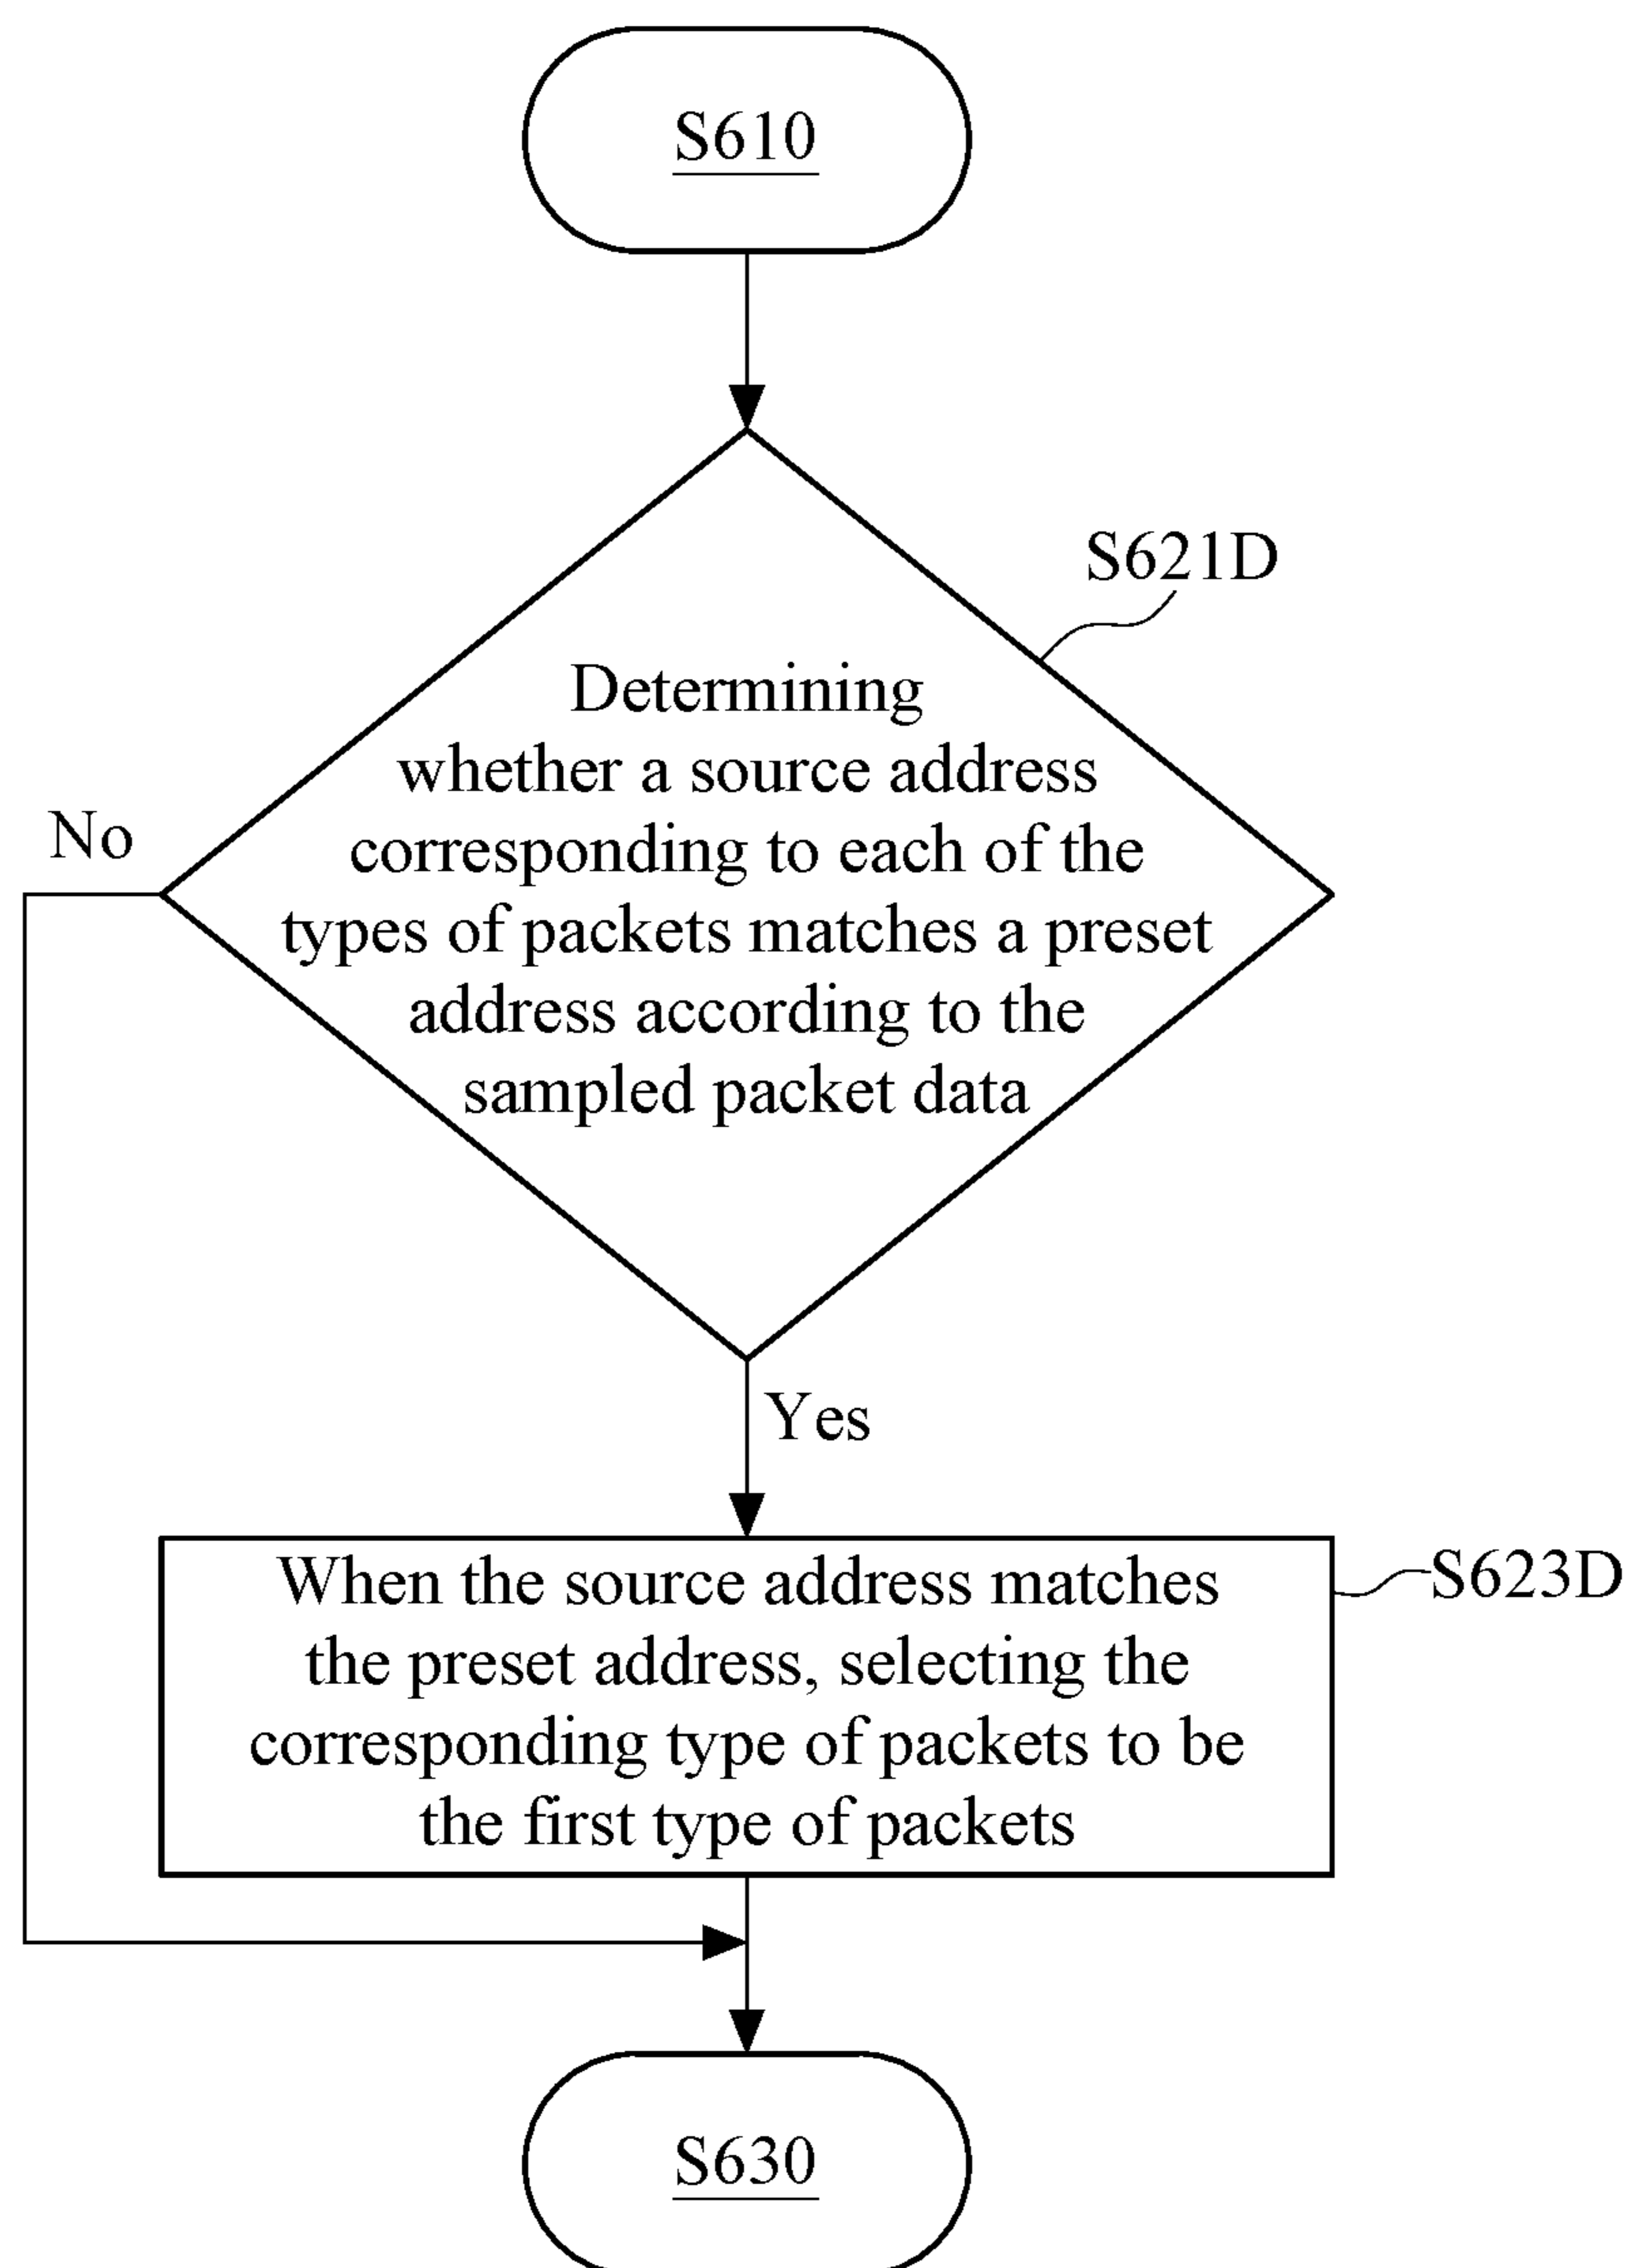 S610
S621D
Determining
whether a source address
corresponding to each of the
types of packets matches a preset
address according to the
sampled packet data
No
Yes
When the source address matches
the preset address, selecting the
corresponding type of packets to be
the first type of packets
S623D
S630